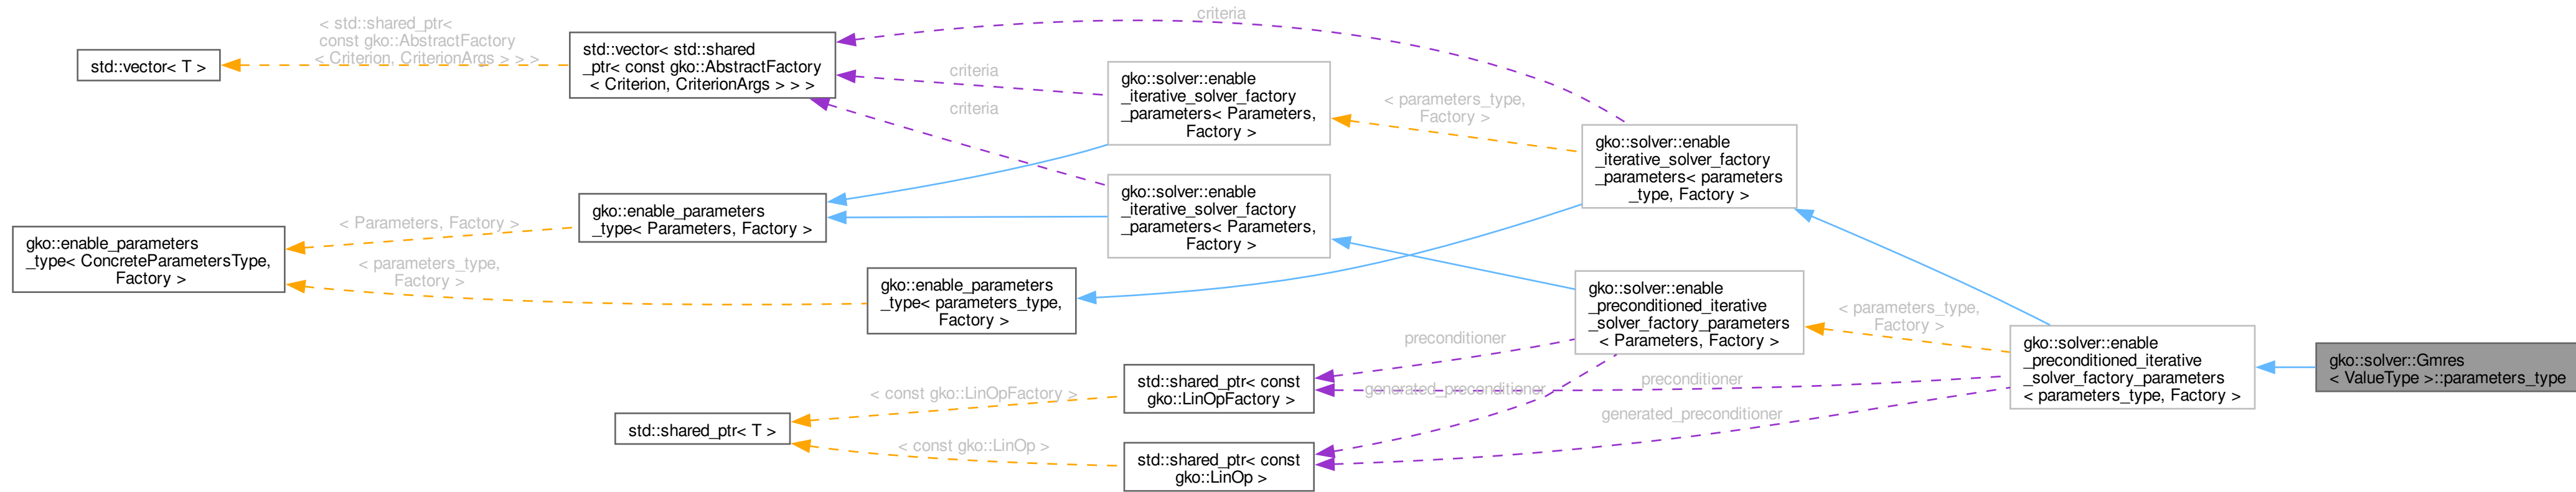 std::vector< T >
< std::shared_ptr<
const gko::AbstractFactory
< Criterion, CriterionArgs > > >
std::vector< std::shared
_ptr< const gko::AbstractFactory
< Criterion, CriterionArgs > > >
criteria
criteria
criteria
gko::solver::enable
_iterative_solver_factory
_parameters< Parameters,
Factory >
< parameters_type,
Factory >
gko::solver::enable
_iterative_solver_factory
_parameters< parameters
_type, Factory >
gko::enable_parameters
_type< ConcreteParametersType,
Factory >
< Parameters, Factory >
gko::enable_parameters
_type< Parameters, Factory >
gko::solver::enable
_iterative_solver_factory
_parameters< Parameters,
Factory >
< parameters_type,
Factory >
gko::enable_parameters
_type< parameters_type,
Factory >
gko::solver::enable
_preconditioned_iterative
_solver_factory_parameters
< Parameters, Factory >
< parameters_type,
Factory >
gko::solver::enable
_preconditioned_iterative
_solver_factory_parameters
< parameters_type, Factory >
gko::solver::Gmres
< ValueType >::parameters_type
preconditioner
generated_preconditioner
preconditioner
generated_preconditioner
std::shared_ptr< const
gko::LinOpFactory >
< const gko::LinOpFactory >
std::shared_ptr< T >
< const gko::LinOp >
std::shared_ptr< const
gko::LinOp >